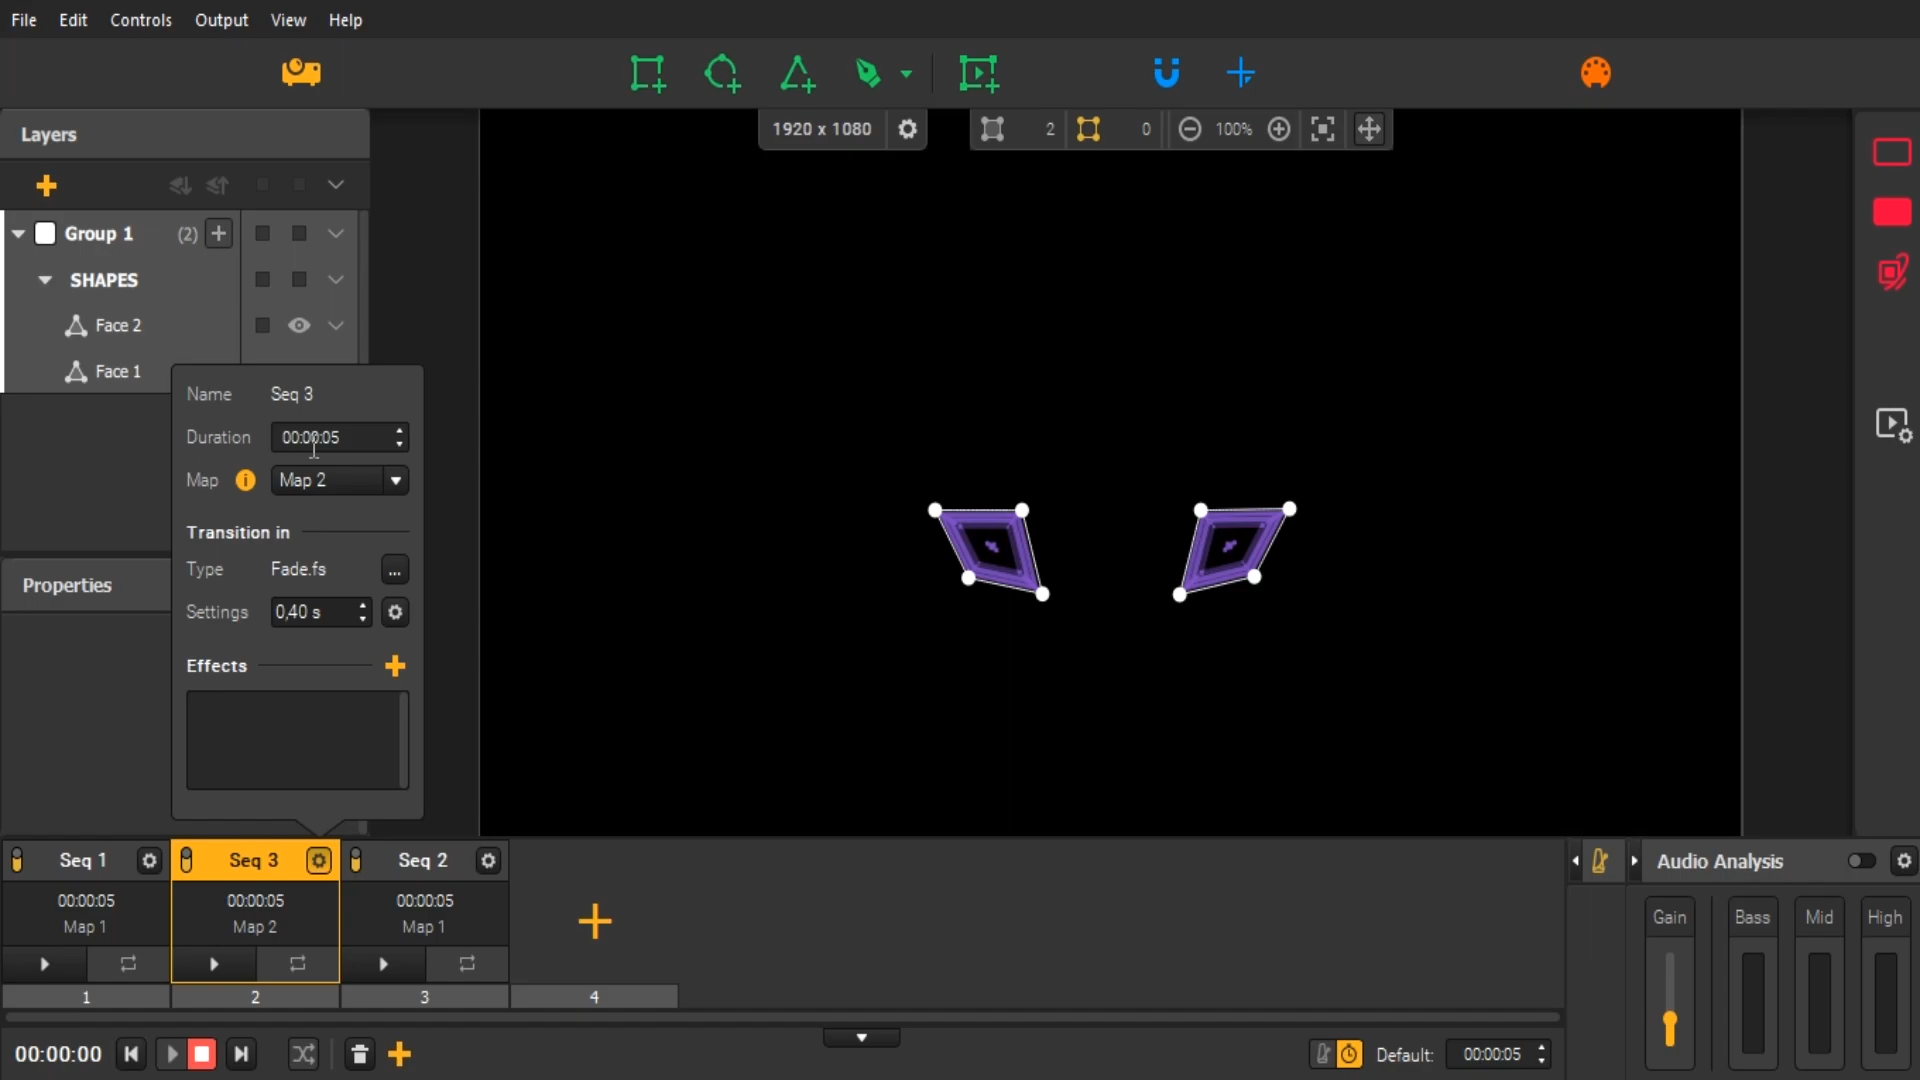 File Edit Controls Output View Help
1920 x 1080 2 0 100%
Layers
Group 1 (2)
SHAPES
Face 2
Face 1
Name Seq 3
Duration 00:00:05
Map Map 2
Transition in
Type Fade.fs ...
Settings 0,40 s
Effects
Properties
Seq 1 Seq 3 Seq 2
00:00:05 00:00:05 00:00:05
Map 1 Map 2 Map 1
1 2 3 4
Audio Analysis
Gain Bass Mid High
00:00:00
Default: 00:00:05